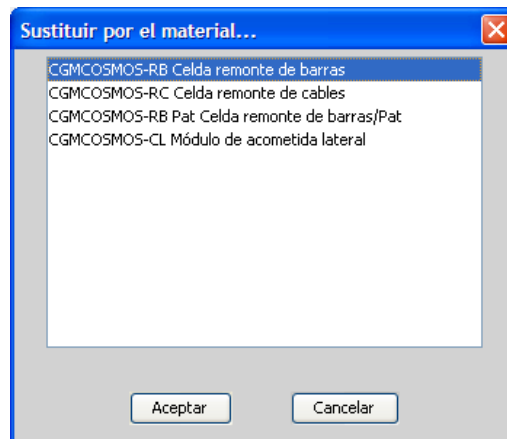 Sustituir por el material...
CGMCOSMOS-RB Celda remonte de barras
CGMCOSMOS-RC Celda remonte de cables
CGMCOSMOS-RB Pat Celda remonte de barras/Pat
CGMCOSMOS-CL Módulo de acometida lateral
Aceptar
Cancelar